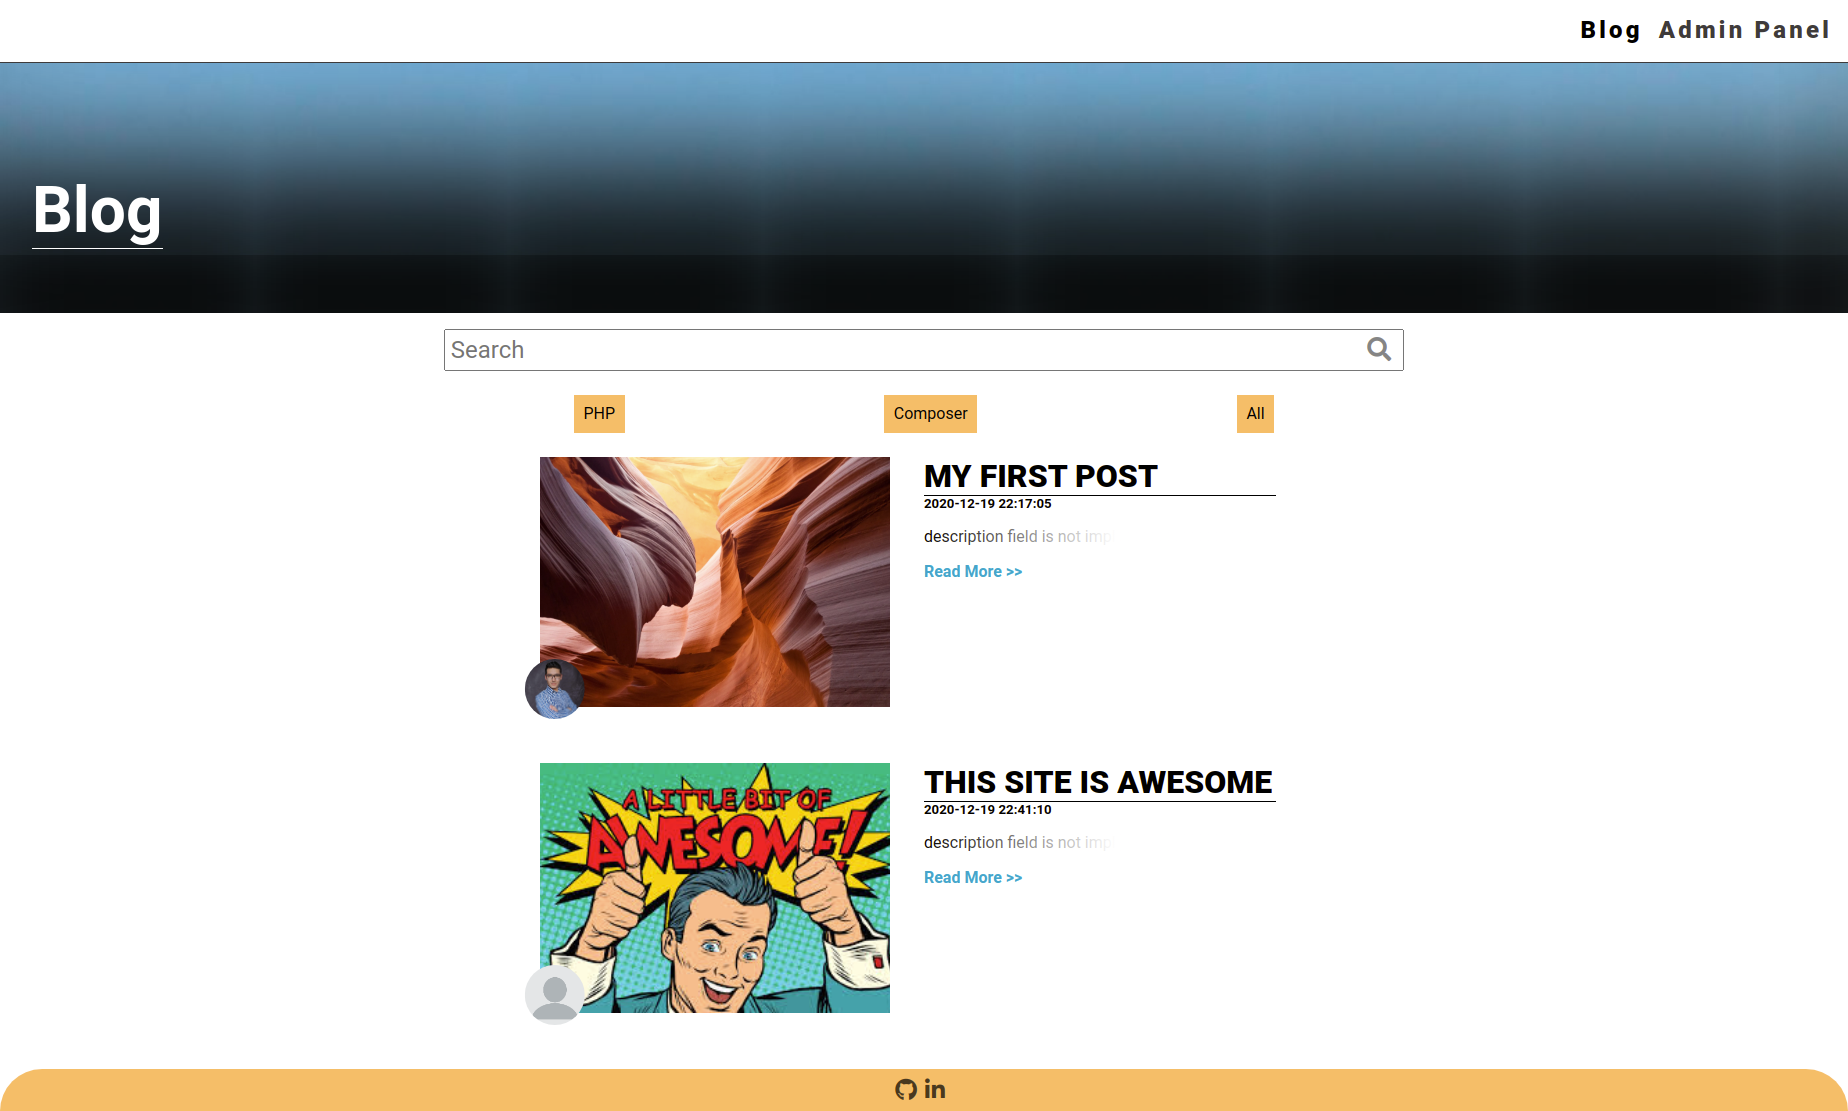 Blog Admin Panel
Blog
Search
PHP Composer All
MY FIRST POST
2020-12-19 22:17:05
description field is not imp
Read More >>
A LITTLE BIT OF
AWESOME!
THIS SITE IS AWESOME
2020-12-19 22:41:10
description field is not imp
Read More >>
in